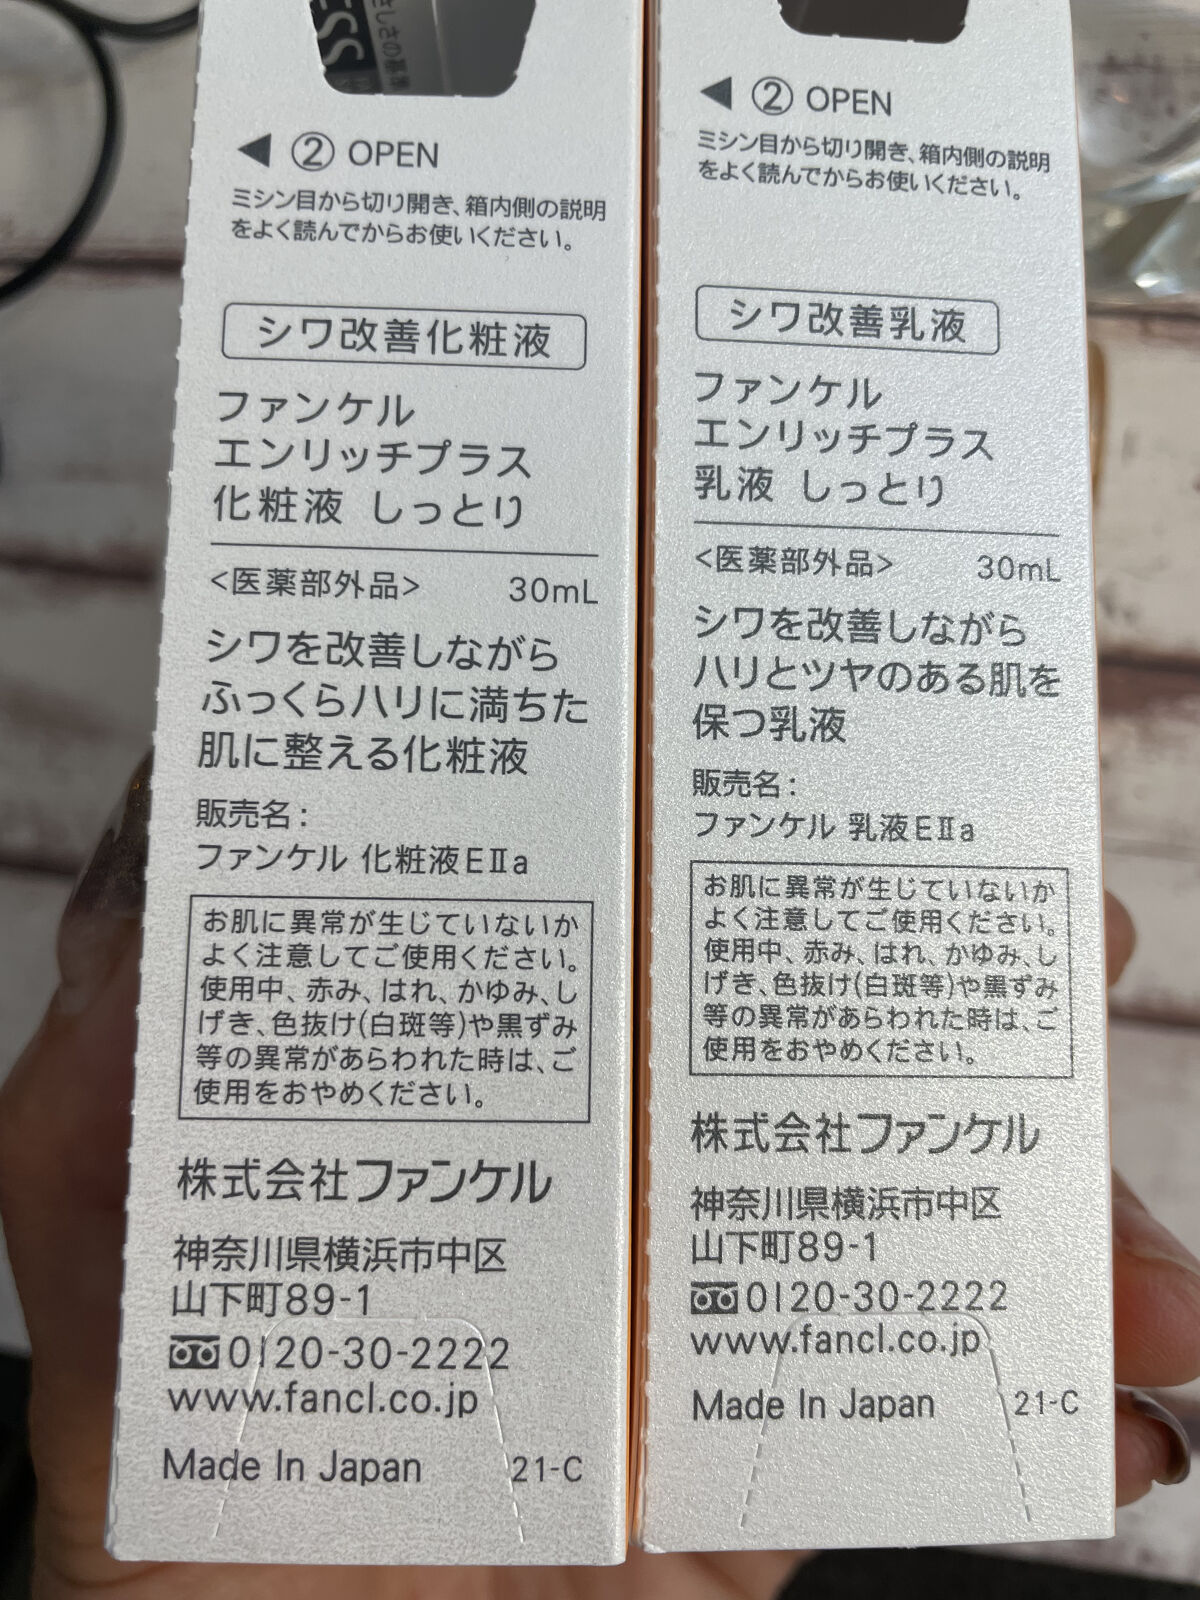 ◀ ② OPEN
ミシン目から切り開き、箱内側の説明
をよく読んでからお使いください。
シワ改善化粧液
ファンケル
エンリッチプラス
化粧液 しっとり
<医薬部外品> 30mL
シワを改善しながら
ふっくらハリに満ちた
肌に整える化粧液
販売名:
ファンケル 化粧液EⅡa
お肌に異常が生じていないか
よく注意してご使用ください。
使用中、赤み、はれ、かゆみ、し
げき、色抜け(白斑等)や黒ずみ
等の異常があらわれた時は、ご
使用をおやめください。
株式会社ファンケル
神奈川県横浜市中区
山下町89-1
0120-30-2222
www.fancl.co.jp
Made In Japan 21-C
◀ ② OPEN
ミシン目から切り開き、箱内側の説明
をよく読んでからお使いください。
シワ改善乳液
ファンケル
エンリッチプラス
乳液 しっとり
<医薬部外品> 30mL
シワを改善しながら
ハリとツヤのある肌を
保つ乳液
販売名:
ファンケル 乳液EⅡa
お肌に異常が生じていないか
よく注意してご使用ください。
使用中、赤み、はれ、かゆみ、し
げき、色抜け(白斑等)や黒ずみ
等の異常があらわれた時は、ご
使用をおやめください。
株式会社ファンケル
神奈川県横浜市中区
山下町89-1
0120-30-2222
www.fancl.co.jp
Made In Japan 21-C